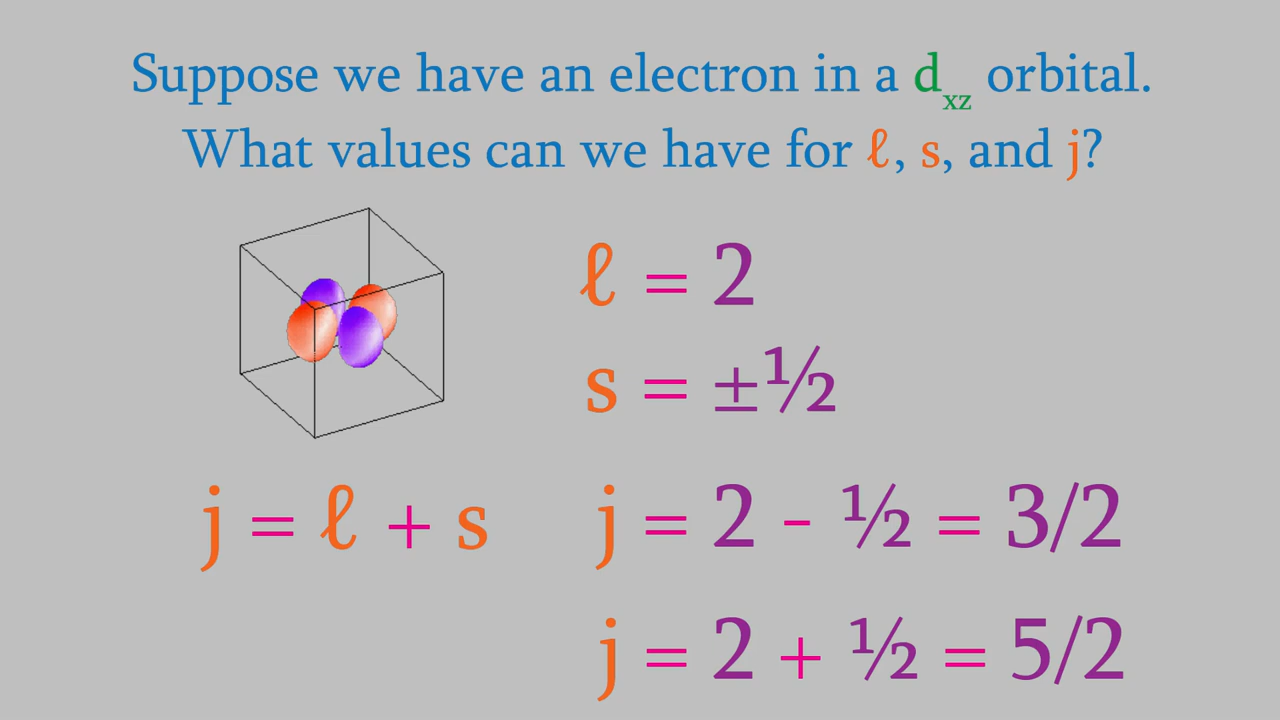 Suppose we have an electron in a dxz orbital.
What values can we have for ℓ, s, and j?
ℓ = 2
s = ±½
j = ℓ + s
j = 2 - ½ = 3/2
j = 2 + ½ = 5/2